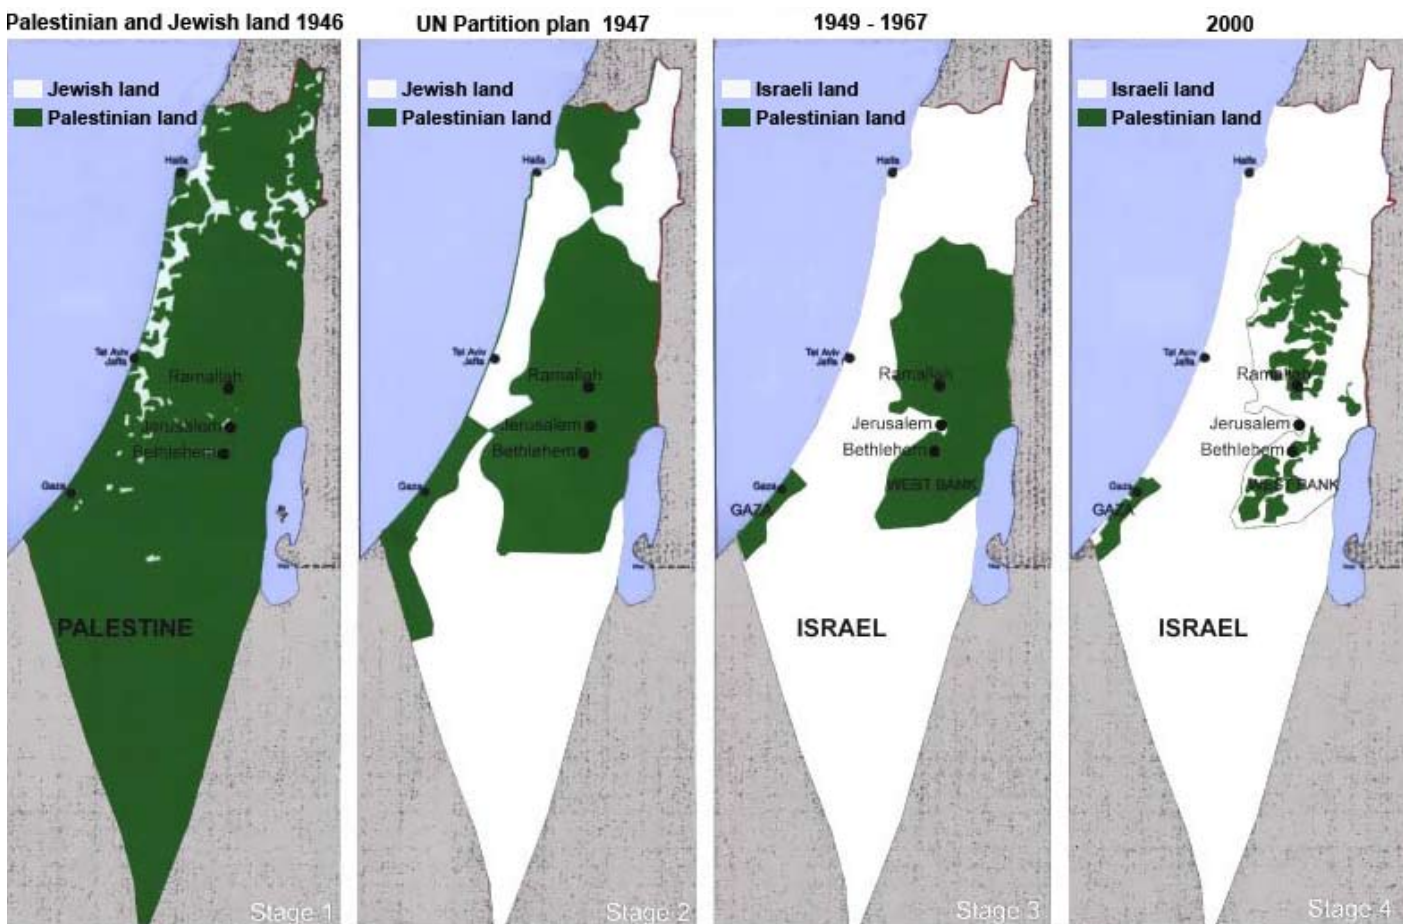 Palestinian and Jewish land 1946
Jewish land
Palestinian land
Haifa
Tel Aviv
Jaffa
Ramallah
Jerusalem
Bethlehem
Gaza
PALESTINE
Stage 1
UN Partition plan 1947
Jewish land
Palestinian land
Haifa
Tel Aviv
Jaffa
Ramallah
Jerusalem
Bethlehem
Gaza
Stage 2
1949 - 1967
Israeli land
Palestinian land
Haifa
Tel Aviv
Jaffa
Ramallah
Jerusalem
Bethlehem
WEST BANK
Gaza
GAZA
ISRAEL
Stage 3
2000
Israeli land
Palestinian land
Haifa
Tel Aviv
Jaffa
Ramallah
Jerusalem
Bethlehem
WEST BANK
Gaza
GAZA
ISRAEL
Stage 4